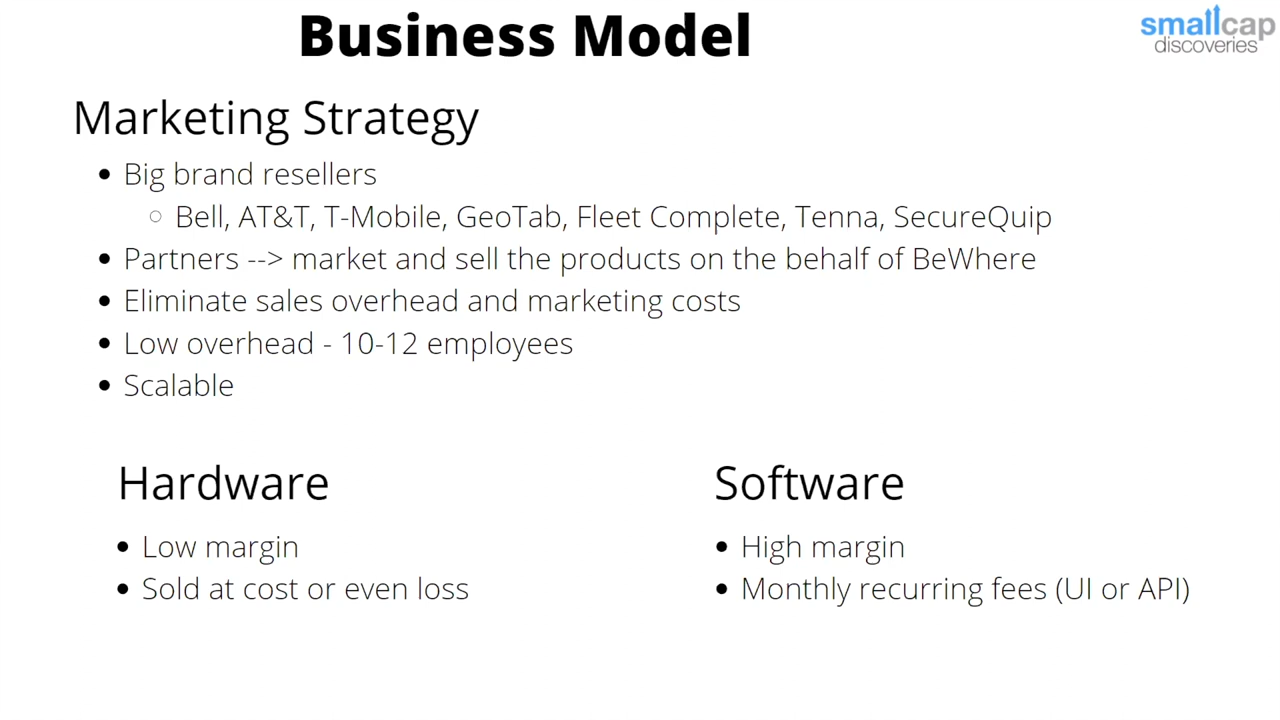 Business Model
smallcap
discoveries
Marketing Strategy
• Big brand resellers
○ Bell, AT&T, T-Mobile, GeoTab, Fleet Complete, Tenna, SecureQuip
• Partners --> market and sell the products on the behalf of BeWhere
• Eliminate sales overhead and marketing costs
• Low overhead - 10-12 employees
• Scalable
Hardware
• Low margin
• Sold at cost or even loss
Software
• High margin
• Monthly recurring fees (UI or API)